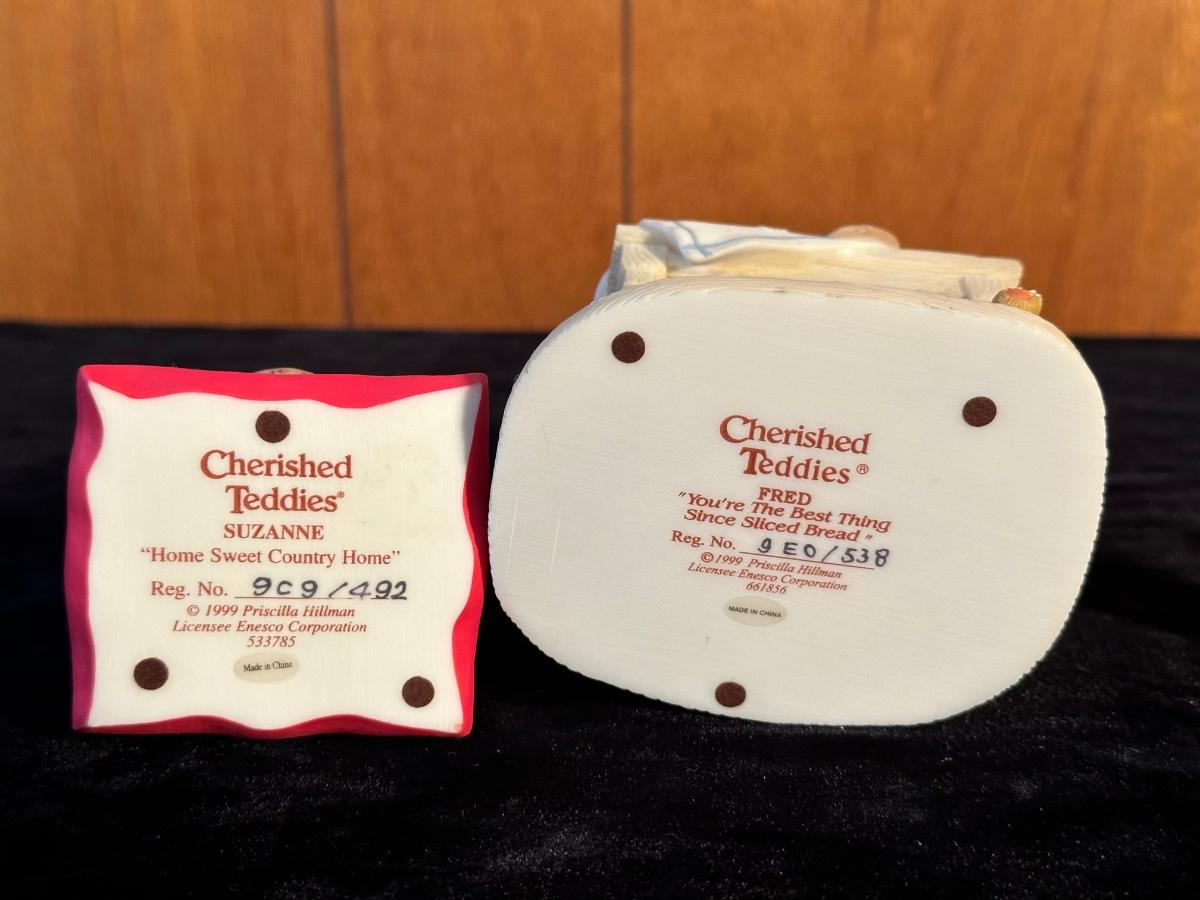 Cherished
Teddies®
SUZANNE
“Home Sweet Country Home”
Reg. No. 9C9/492
© 1999 Priscilla Hillman
Licensee Enesco Corporation
533785
Made in China
Cherished
Teddies®
FRED
"You're The Best Thing
Since Sliced Bread"
Reg. No. 9E0/538
©1999 Priscilla Hillman
Licensee Enesco Corporation
661856
MADE IN CHINA